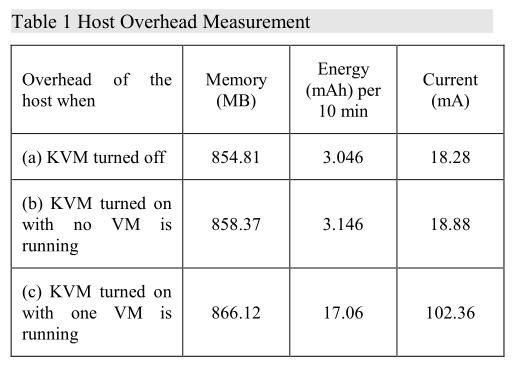 Table 1 Host Overhead Measurement
Overhead of the
host when
Memory
(MB)
Energy
(mAh) per
10 min
Current
(mA)
(a) KVM turned off
854.81
3.046
18.28
(b) KVM turned on
with no VM is
running
858.37
3.146
18.88
(c) KVM turned on
with one VM is
running
866.12
17.06
102.36